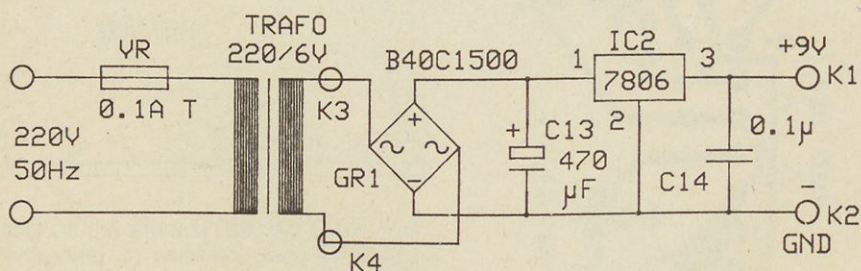 TRAFO
220/6V
VR
0.1A T
220V
50Hz
K3
K4
B40C1500
+
-
GR1
1
IC2
7806
3
2
+
C13
470
µF
C14
0.1µ
+9V
K1
-
K2
GND